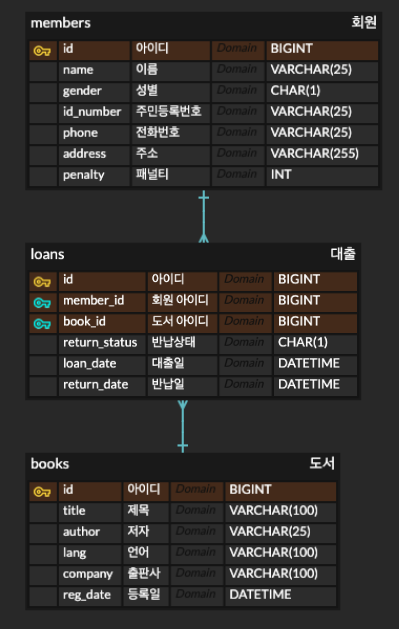 members 회원
id 아이디 Domain BIGINT
name 이름 Domain VARCHAR(25)
gender 성별 Domain CHAR(1)
id_number 주민등록번호 Domain VARCHAR(25)
phone 전화번호 Domain VARCHAR(25)
address 주소 Domain VARCHAR(255)
penalty 패널티 Domain INT
loans 대출
id 아이디 Domain BIGINT
member_id 회원 아이디 Domain BIGINT
book_id 도서 아이디 Domain BIGINT
return_status 반납상태 Domain CHAR(1)
loan_date 대출일 Domain DATETIME
return_date 반납일 Domain DATETIME
books 도서
id 아이디 Domain BIGINT
title 제목 Domain VARCHAR(100)
author 저자 Domain VARCHAR(25)
lang 언어 Domain VARCHAR(100)
company 출판사 Domain VARCHAR(100)
reg_date 등록일 Domain DATETIME